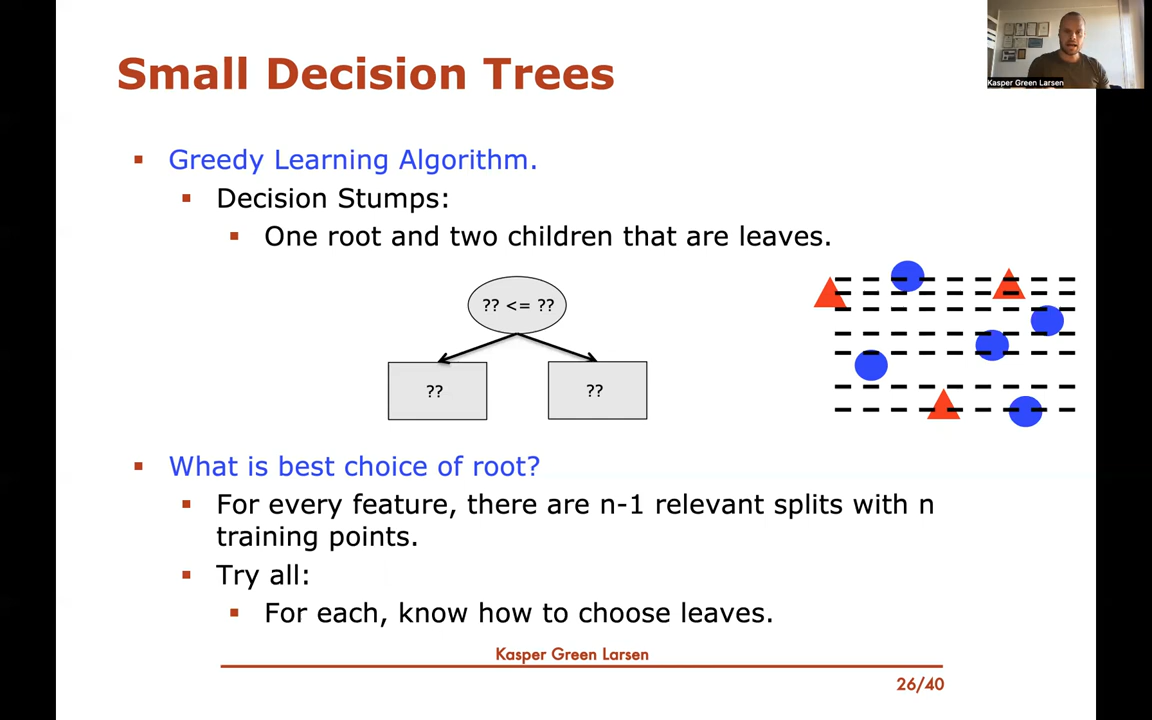 Small Decision Trees
Kasper Green Larsen
Greedy Learning Algorithm.
Decision Stumps:
One root and two children that are leaves.
?? <= ??
?? ??
What is best choice of root?
For every feature, there are n-1 relevant splits with n
training points.
Try all:
For each, know how to choose leaves.
Kasper Green Larsen
26/40